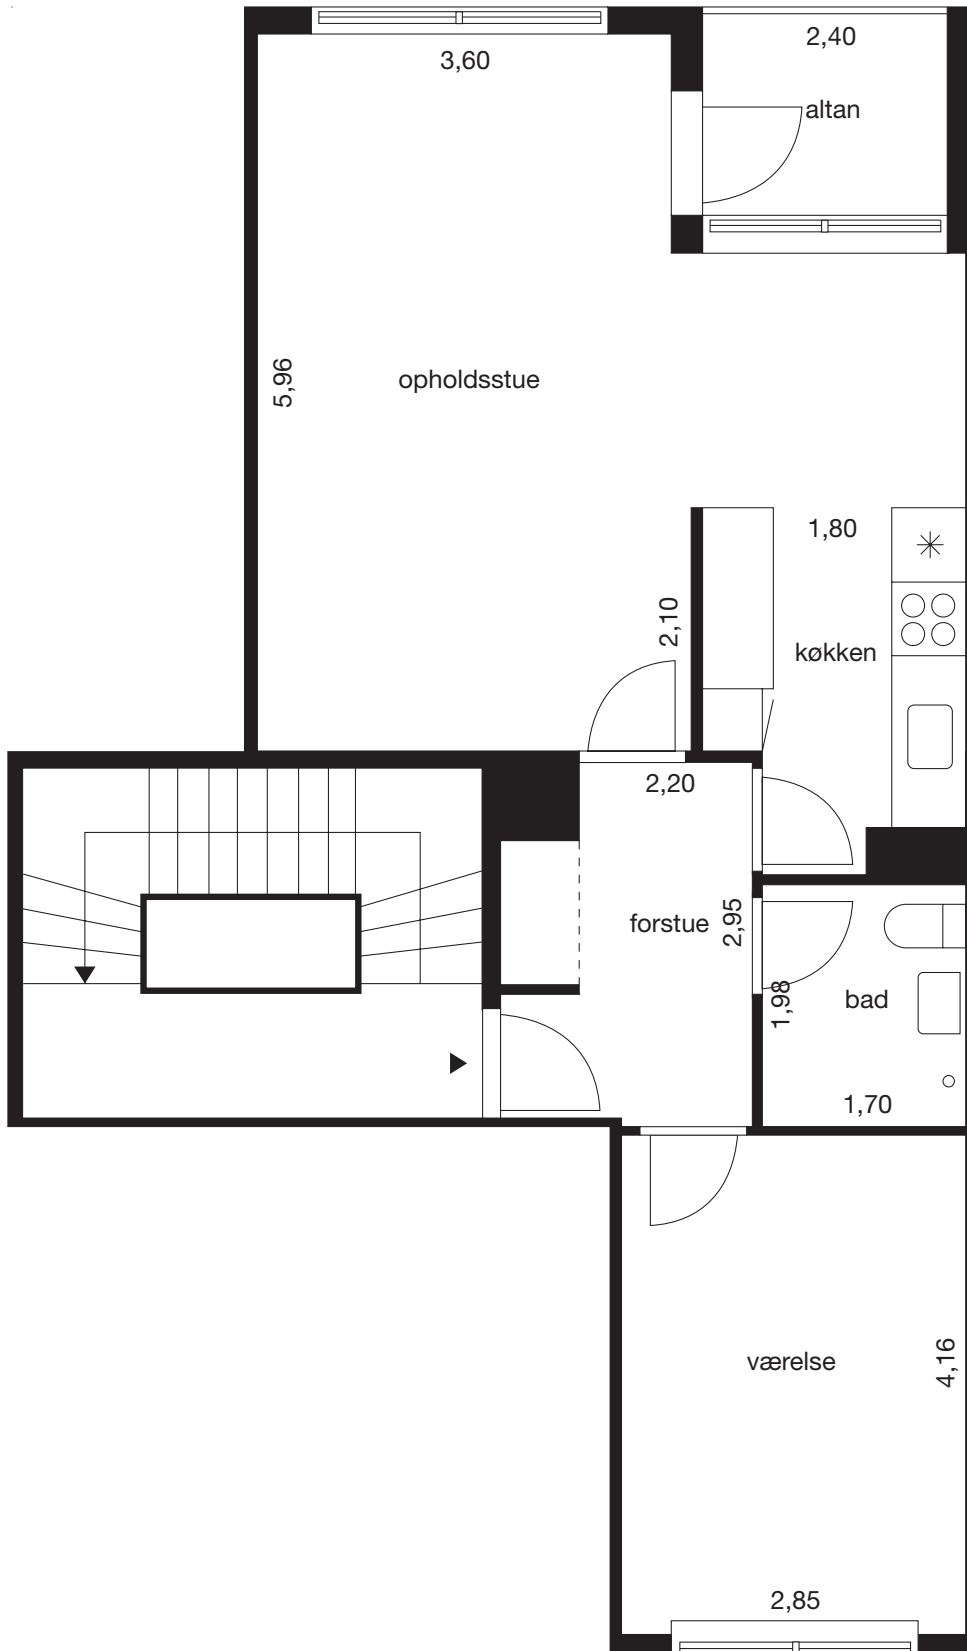 2,40
3,60
altan
5,96
opholdsstue
1,80
2,10
køkken
2,20
forstue
2,95
1,98
bad
1,70
værelse
4,16
2,85